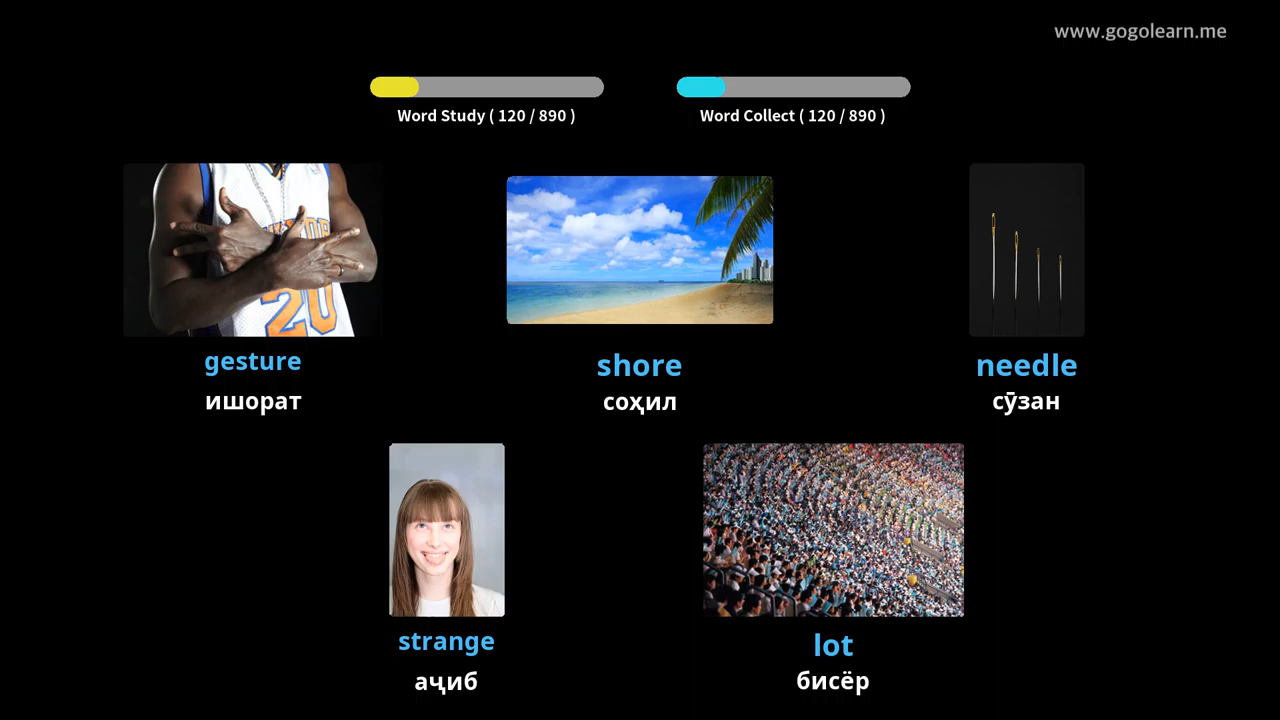 www.gogolearn.me
Word Study ( 120 / 890 )
Word Collect ( 120 / 890 )
20
gesture
ишорат
shore
соҳил
needle
сӯзан
strange
аҷиб
lot
бисёр